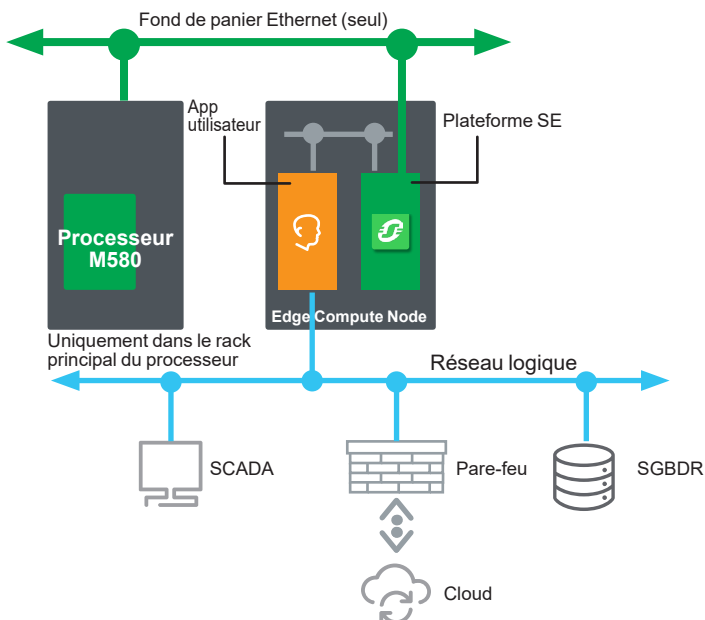 Fond de panier Ethernet (seul)
App
utilisateur
Plateforme SE
Processeur
M580
Edge Compute Node
Uniquement dans le rack
principal du processeur
Réseau logique
SCADA
Pare-feu
SGBDR
Cloud